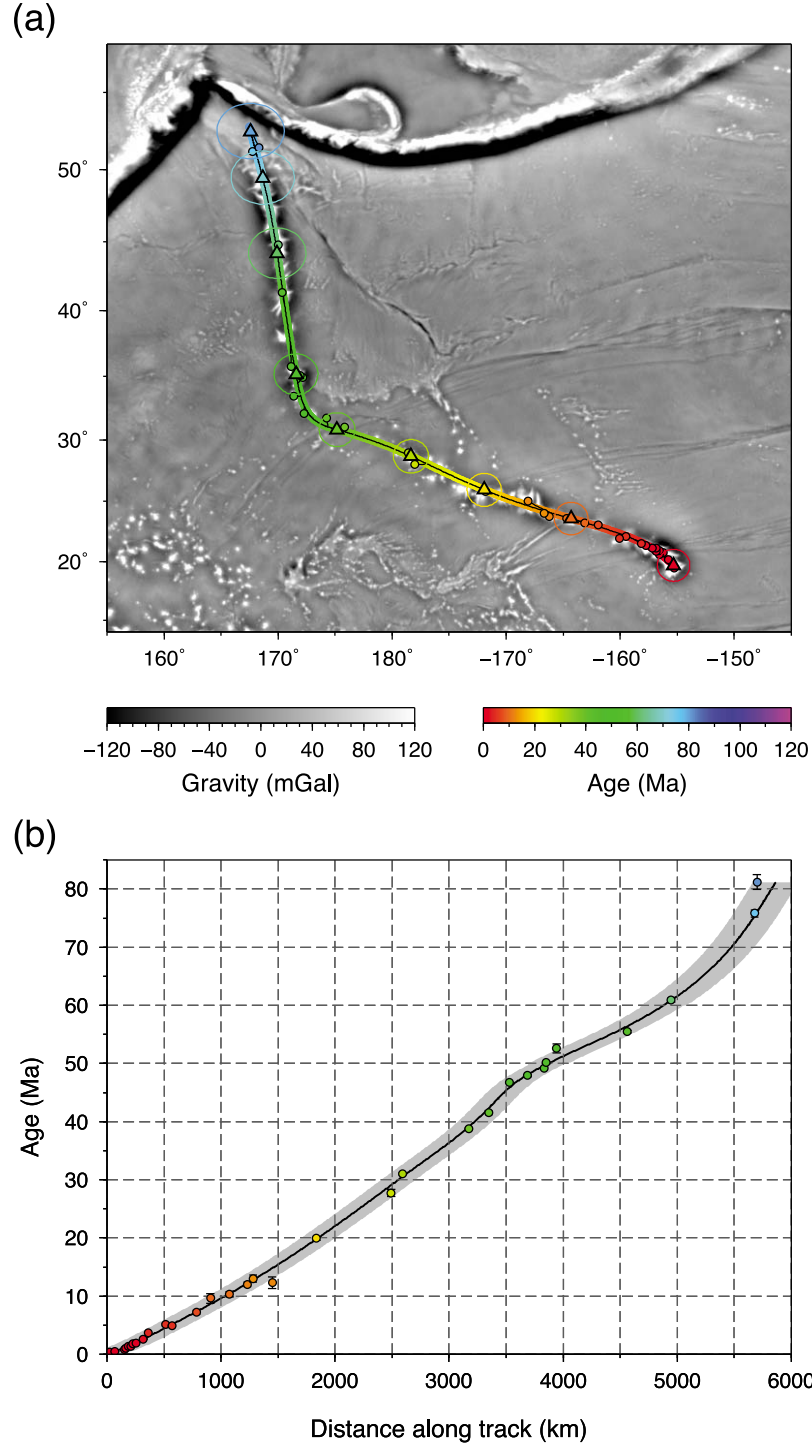 (a)
50°
40°
30°
20°
160° 170° 180° −170° −160° −150°
−120 −80 −40 0 40 80 120
Gravity (mGal)
0 20 40 60 80 100 120
Age (Ma)
(b)
80
70
60
50
40
30
20
10
0
Age (Ma)
0 1000 2000 3000 4000 5000 6000
Distance along track (km)